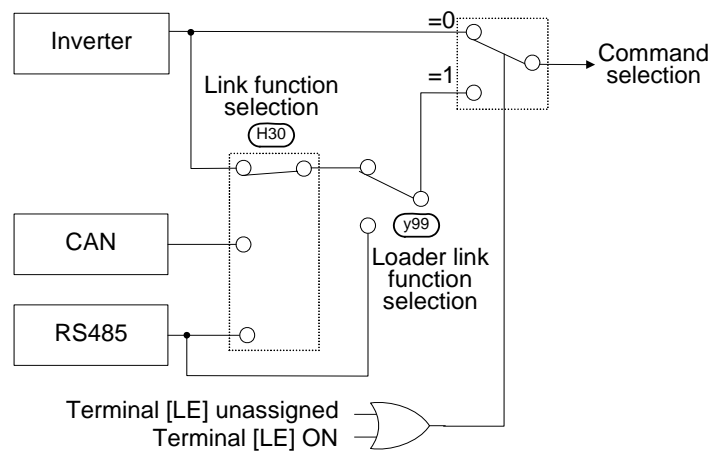 Inverter
=0
Command
selection
=1
Link function
selection
H30
CAN
y99
Loader link
function
selection
RS485
Terminal [LE] unassigned
Terminal [LE] ON